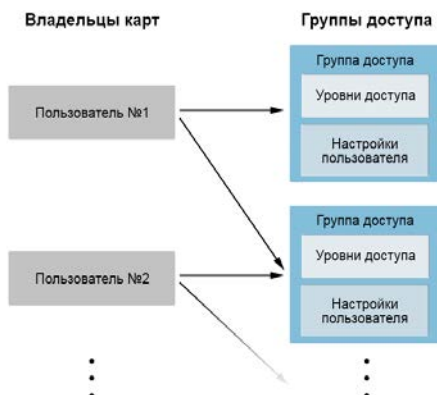 Владельцы карт
Группы доступа
Группа доступа
Пользователь №1
Уровни доступа
Настройки
пользователя
Группа доступа
Пользователь №2
Уровни доступа
Настройки
пользователя